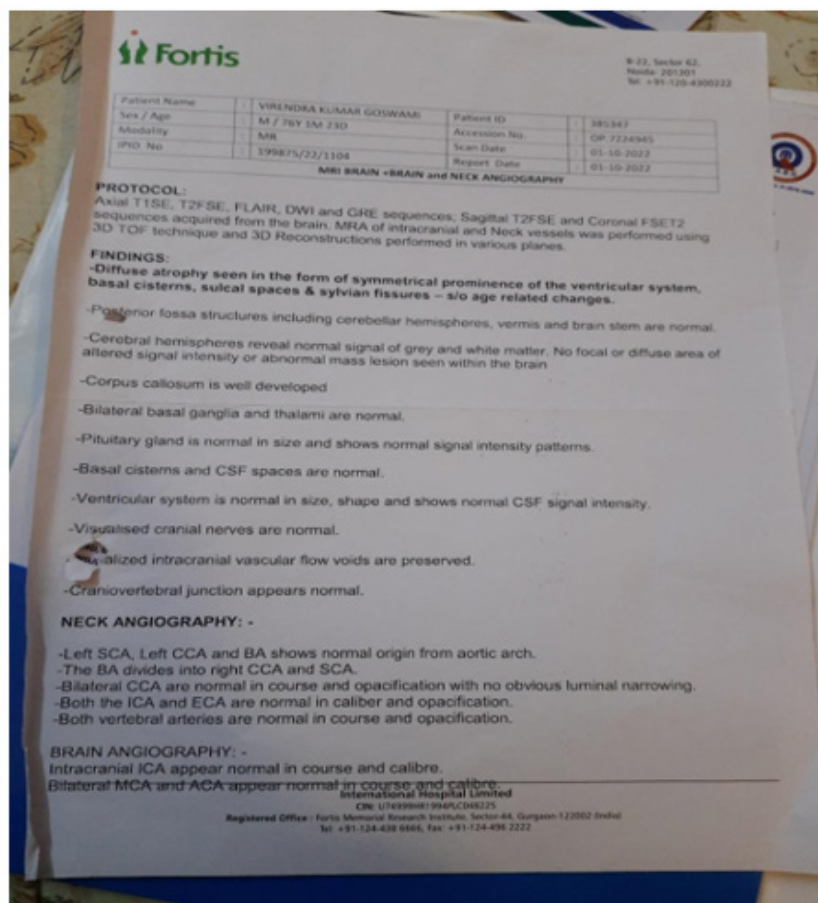 Fortis
B-22, Sector 62,
Noida- 201301
Tel: +91-120-4300222
Patient Name : VIRENDRA KUMAR GOSWAMI Patient ID : 385347
Sex / Age : M / 76Y 5M 23D Accession No. : OP.7224945
Modality : MR Scan Date : 01-10-2022
IPID No : 199875/22/1104 Report Date : 01-10-2022
MRI BRAIN +BRAIN and NECK ANGIOGRAPHY
PROTOCOL:
Axial T1SE, T2FSE, FLAIR, DWI and GRE sequences; Sagittal T2FSE and Coronal FSET2
sequences acquired from the brain. MRA of intracranial and Neck vessels was performed using
3D TOF technique and 3D Reconstructions performed in various planes.
FINDINGS:
-Diffuse atrophy seen in the form of symmetrical prominence of the ventricular system,
basal cisterns, sulcal spaces & sylvian fissures – s/o age related changes.
-Posterior fossa structures including cerebellar hemispheres, vermis and brain stem are normal.
-Cerebral hemispheres reveal normal signal of grey and white matter. No focal or diffuse area of
altered signal intensity or abnormal mass lesion seen within the brain
-Corpus callosum is well developed
-Bilateral basal ganglia and thalami are normal.
-Pituitary gland is normal in size and shows normal signal intensity patterns.
-Basal cisterns and CSF spaces are normal.
-Ventricular system is normal in size, shape and shows normal CSF signal intensity.
-Visualised cranial nerves are normal.
alized intracranial vascular flow voids are preserved.
-Craniovertebral junction appears normal.
NECK ANGIOGRAPHY: -
-Left SCA, Left CCA and BA shows normal origin from aortic arch.
-The BA divides into right CCA and SCA.
-Bilateral CCA are normal in course and opacification with no obvious luminal narrowing.
-Both the ICA and ECA are normal in caliber and opacification.
-Both vertebral arteries are normal in course and opacification.
BRAIN ANGIOGRAPHY: -
Intracranial ICA appear normal in course and calibre.
Bilateral MCA and ACA appear normal in course and calibre.
International Hospital Limited
CIN: U74999HR1994PLC048225
Registered Office : Fortis Memorial Research Institute, Sector-44, Gurgaon-122002 (India)
Tel: +91-124-438 6666, Fax: +91-124-496 2222